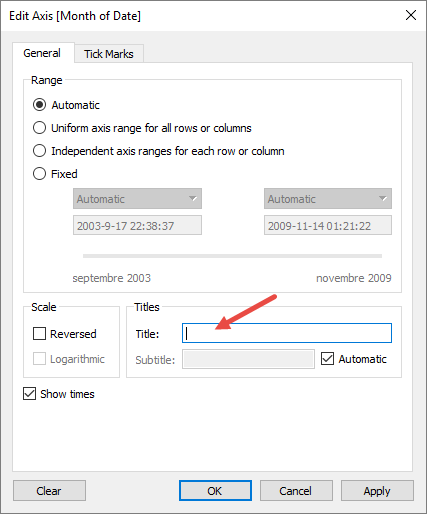 Edit Axis [Month of Date]
General
Tick Marks
Range
Automatic
Uniform axis range for all rows or columns
Independent axis ranges for each row or column
Fixed
Automatic Automatic
2003-9-17 22:38:37 2009-11-14 01:21:22
septembre 2003 novembre 2009
Scale
Reversed
Logarithmic
Titles
Title:
Subtitle: Automatic
Show times
Clear OK Cancel Apply